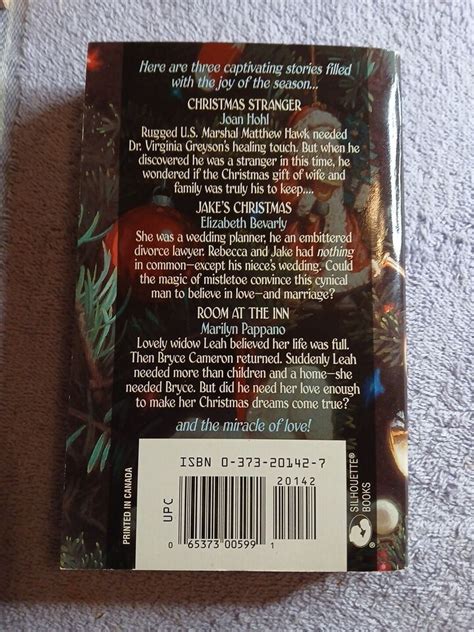 Here are three captivating stories filled
with the joy of the season...
CHRISTMAS STRANGER
Joan Hohl
Rugged U.S. Marshal Matthew Hawk needed
Dr. Virginia Greyson's healing touch. But when he
discovered he was a stranger in this time, he
wondered if the Christmas gift of wife and
family was truly his to keep....
JAKE'S CHRISTMAS
Elizabeth Bevarly
She was a wedding planner, he an embittered
divorce lawyer. Rebecca and Jake had nothing
in common—except his niece's wedding. Could
the magic of mistletoe convince this cynical
man to believe in love—and marriage?
ROOM AT THE INN
Marilyn Pappano
Lovely widow Leah believed her life was full.
Then Bryce Cameron returned. Suddenly Leah
needed more than children and a home—she
needed Bryce. But did he need her love enough
to make her Christmas dreams come true?
and the miracle of love!
PRINTED IN CANADA
UPC
ISBN 0-373-20142-7
20142
0 65373 00599 1
SILHOUETTE®
BOOKS
®